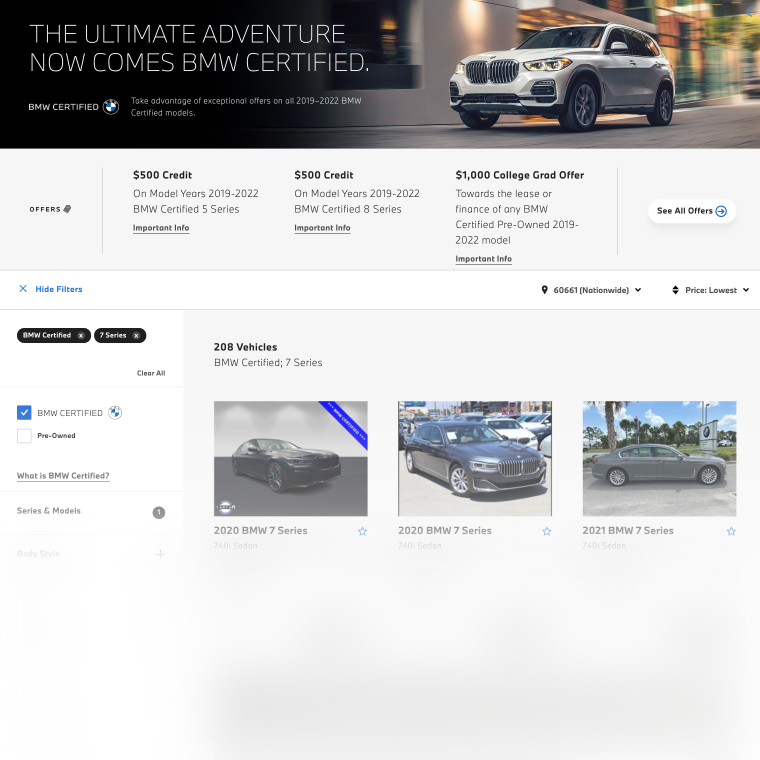 THE ULTIMATE ADVENTURE
NOW COMES BMW CERTIFIED.
BMW CERTIFIED
Take advantage of exceptional offers on all 2019–2022 BMW
Certified models.
OFFERS
$500 Credit
On Model Years 2019-2022
BMW Certified 5 Series
Important Info
$500 Credit
On Model Years 2019-2022
BMW Certified 8 Series
Important Info
$1,000 College Grad Offer
Towards the lease or
finance of any BMW
Certified Pre-Owned 2019-
2022 model
Important Info
See All Offers
Hide Filters
60661 (Nationwide)
Price: Lowest
BMW Certified
7 Series
Clear All
BMW CERTIFIED
Pre-Owned
What is BMW Certified?
Series & Models
1
Body Style
208 Vehicles
BMW Certified; 7 Series
2020 BMW 7 Series
740i Sedan
2020 BMW 7 Series
740i Sedan
2021 BMW 7 Series
740i Sedan